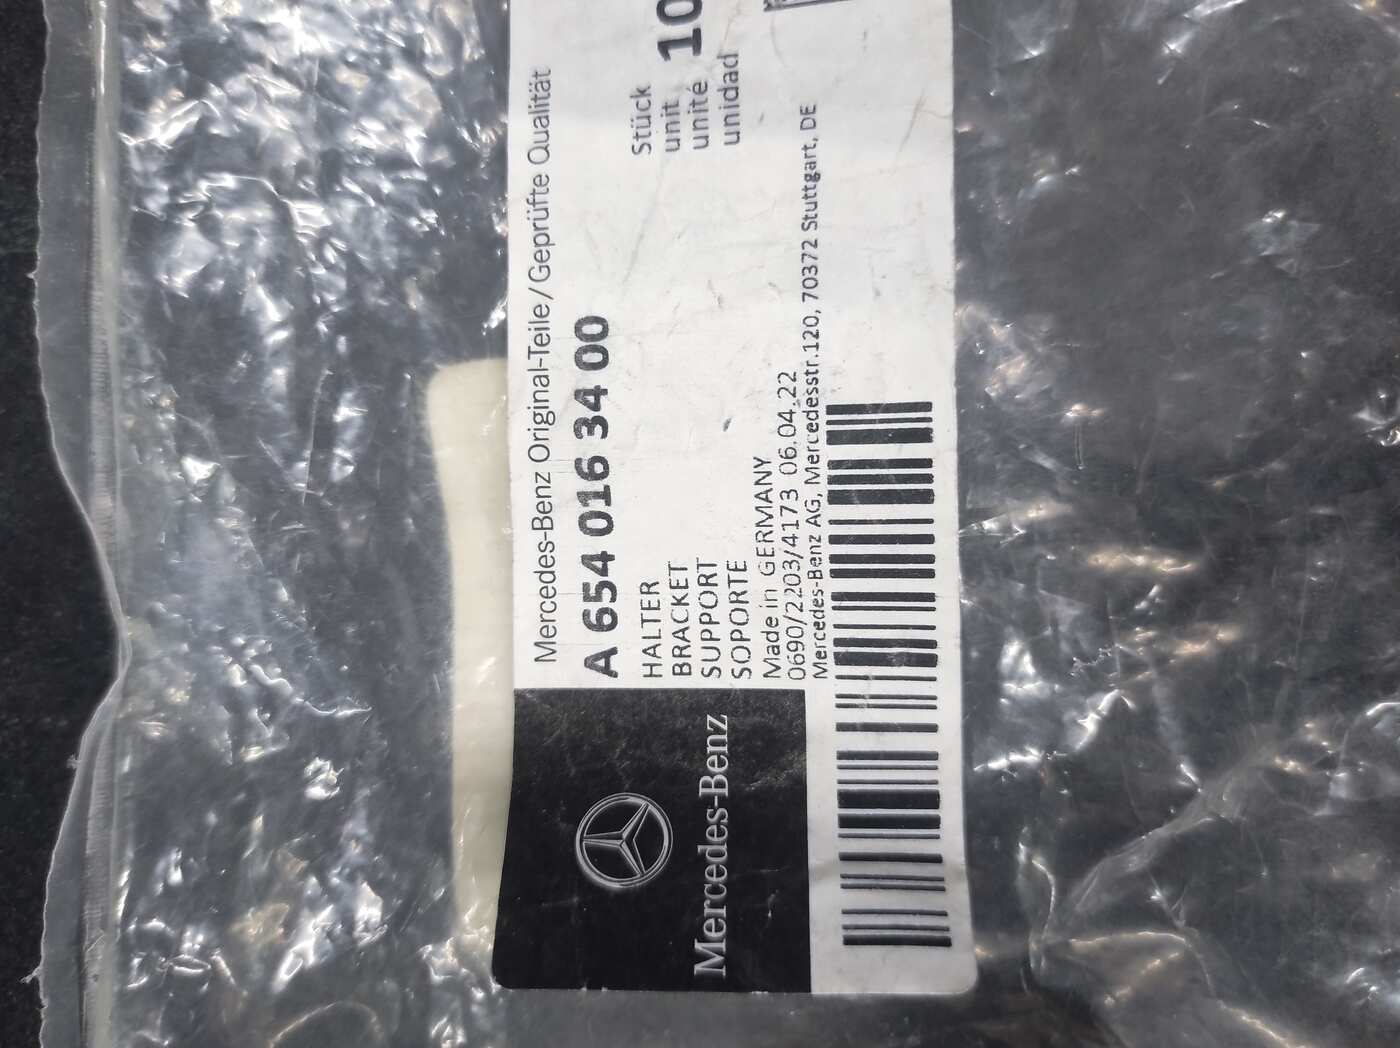 Mercedes-Benz Original-Teile/Geprüfte Qualität
A 654 016 34 00
HALTER
BRACKET
SUPPORT
SOPORTE
Stück
unit
unité
unidad
10
Made in GERMANY
0690/2203/4173 06.04.22
Mercedes-Benz AG, Mercedesstr.120, 70372 Stuttgart, DE
Mercedes-Benz